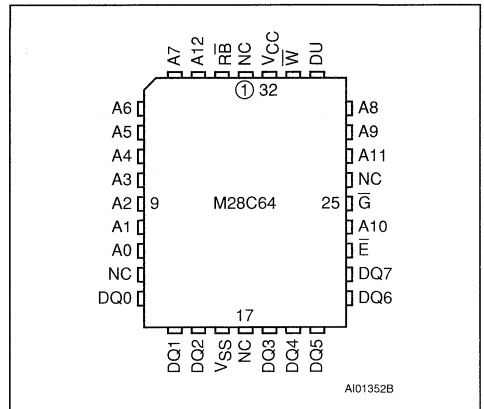 A7 A12 R̅B̅ NC VCC W̅ DU
1 32
A6 A8
A5 A9
A4 A11
A3 NC
A2 9 M28C64 25 G̅
A1 A10
A0 E̅
NC DQ7
DQ0 DQ6
17
DQ1 DQ2 VSS NC DQ3 DQ4 DQ5
AI01352B